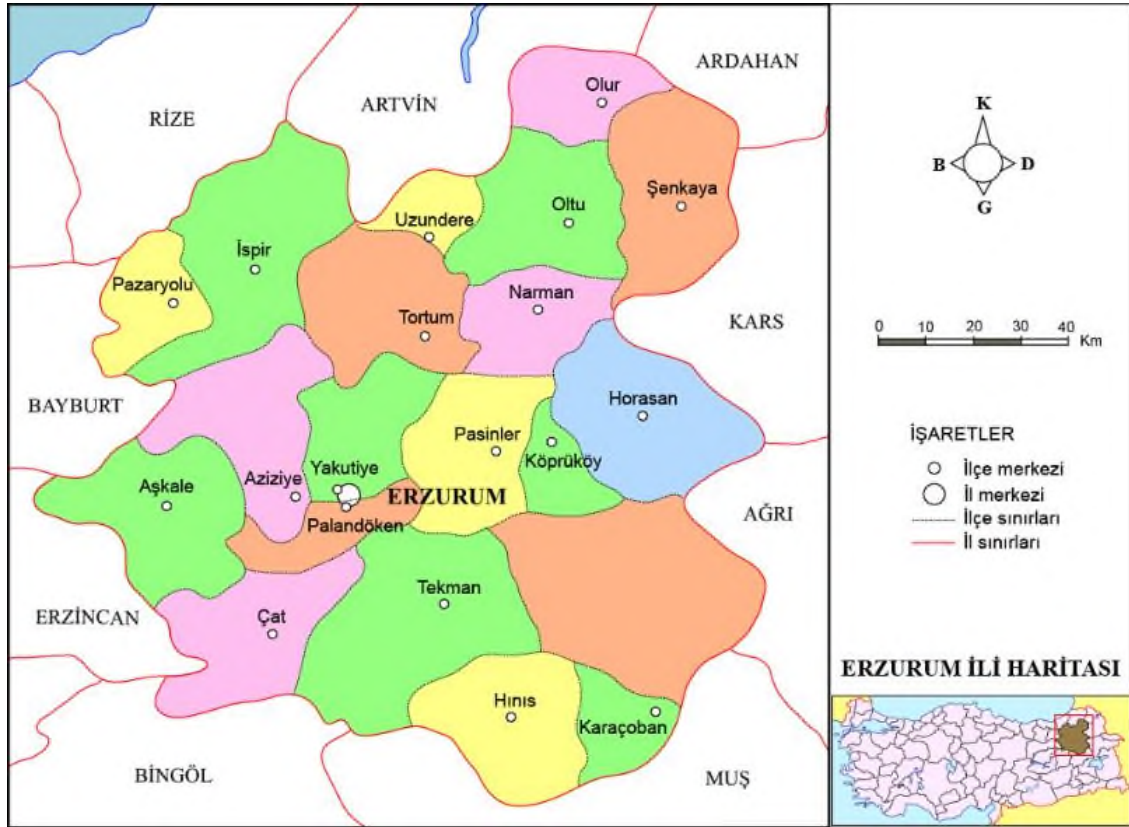 ARDAHAN
Olur
ARTVİN
RİZE
K
B
D
G
Şenkaya
Oltu
Uzundere
İspir
Pazaryolu
Narman
Tortum
KARS
0 10 20 30 40
Km
BAYBURT
Horasan
Pasinler
Köprüköy
İŞARETLER
İlçe merkezi
İl merkezi
İlçe sınırları
İl sınırları
Yakutiye
Aziziye
Aşkale
ERZURUM
Palandöken
AĞRI
Tekman
ERZİNCAN
Çat
ERZURUM İLİ HARİTASI
Hınıs
Karaçoban
BİNGÖL
MUŞ